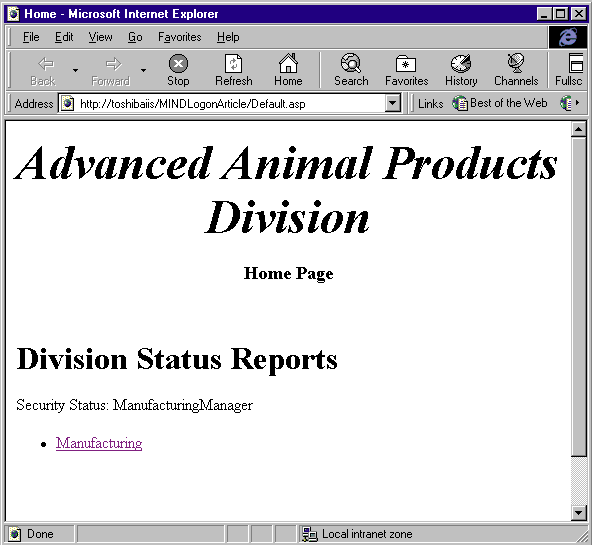 Home - Microsoft Internet Explorer
File Edit View Go Favorites Help
Back Forward Stop Refresh Home Search Favorites History Channels Fullsc
Address http://toshibaiis/MINDLogonArticle/Default.asp Links Best of the Web
Advanced Animal Products
Division
Home Page
Division Status Reports
Security Status: ManufacturingManager
• Manufacturing
Done Local intranet zone